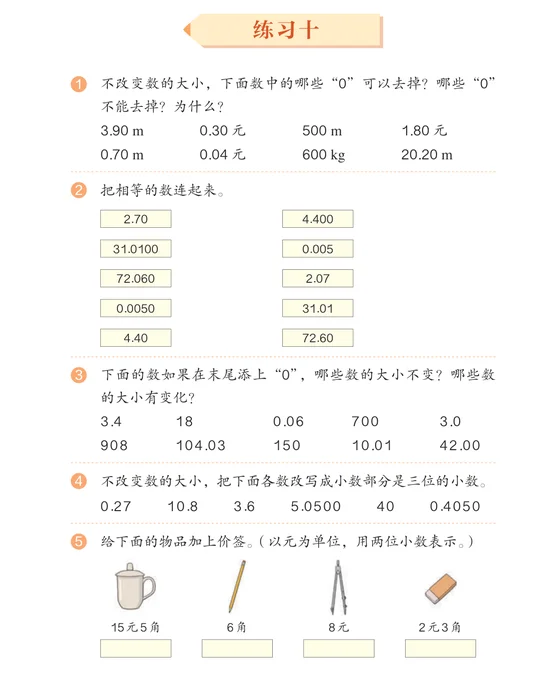 练习十
1 不改变数的大小，下面数中的哪些“0”可以去掉？哪些“0”
不能去掉？为什么？
3.90 m 0.30 元 500 m 1.80 元
0.70 m 0.04 元 600 kg 20.20 m
2 把相等的数连起来。
2.70 4.400
31.0100 0.005
72.060 2.07
0.0050 31.01
4.40 72.60
3 下面的数如果在末尾添上“0”，哪些数的大小不变？哪些数
的大小有变化？
3.4 18 0.06 700 3.0
908 104.03 150 10.01 42.00
4 不改变数的大小，把下面各数改写成小数部分是三位的小数。
0.27 10.8 3.6 5.0500 40 0.4050
5 给下面的物品加上价签。（以元为单位，用两位小数表示。）
15元5角 6角 8元 2元3角